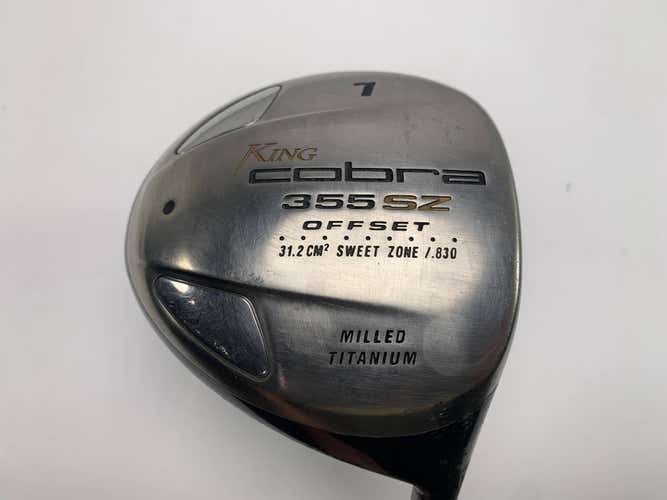 1
KING
cobra
355 SZ
OFFSET
31.2 CM² SWEET ZONE /.830
MILLED
TITANIUM